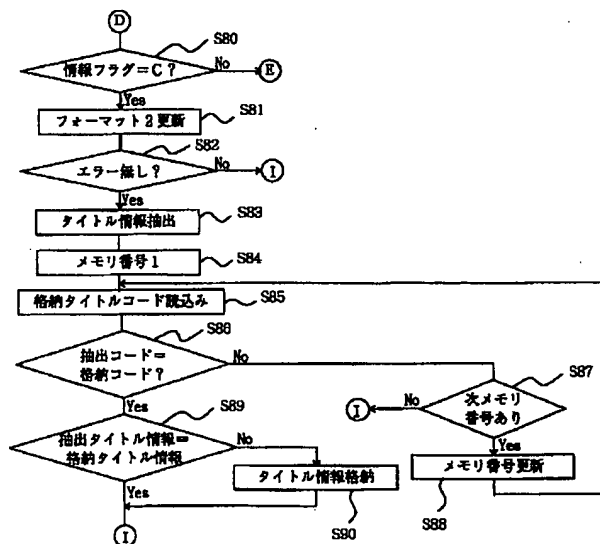 D
S80
情報フラグ=C?
No
E
Yes
フォーマット2更新
S81
S82
エラー無し?
No
I
Yes
タイトル情報抽出
S83
メモリ番号1
S84
格納タイトルコード読込み
S85
S86
抽出コード=
格納コード?
No
Yes
S87
次メモリ
番号あり
No
I
Yes
メモリ番号更新
S88
S89
抽出タイトル情報=
格納タイトル情報
No
Yes
タイトル情報格納
S90
I